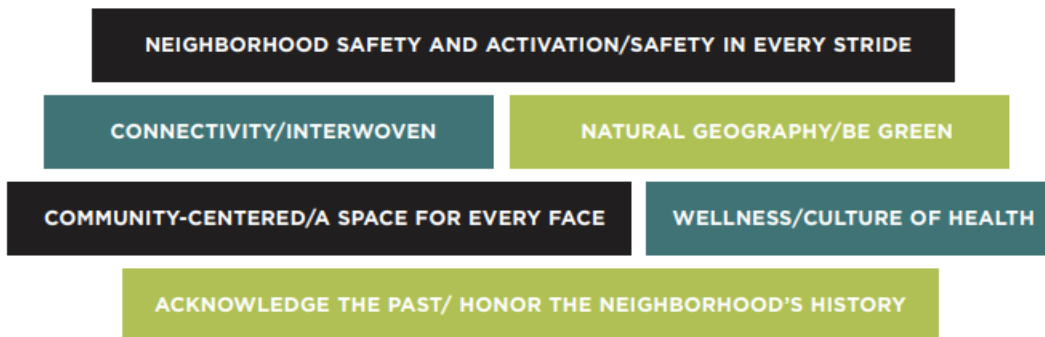 NEIGHBORHOOD SAFETY AND ACTIVATION/SAFETY IN EVERY STRIDE
CONNECTIVITY/INTERWOVEN
NATURAL GEOGRAPHY/BE GREEN
COMMUNITY-CENTERED/A SPACE FOR EVERY FACE
WELLNESS/CULTURE OF HEALTH
ACKNOWLEDGE THE PAST/ HONOR THE NEIGHBORHOOD'S HISTORY